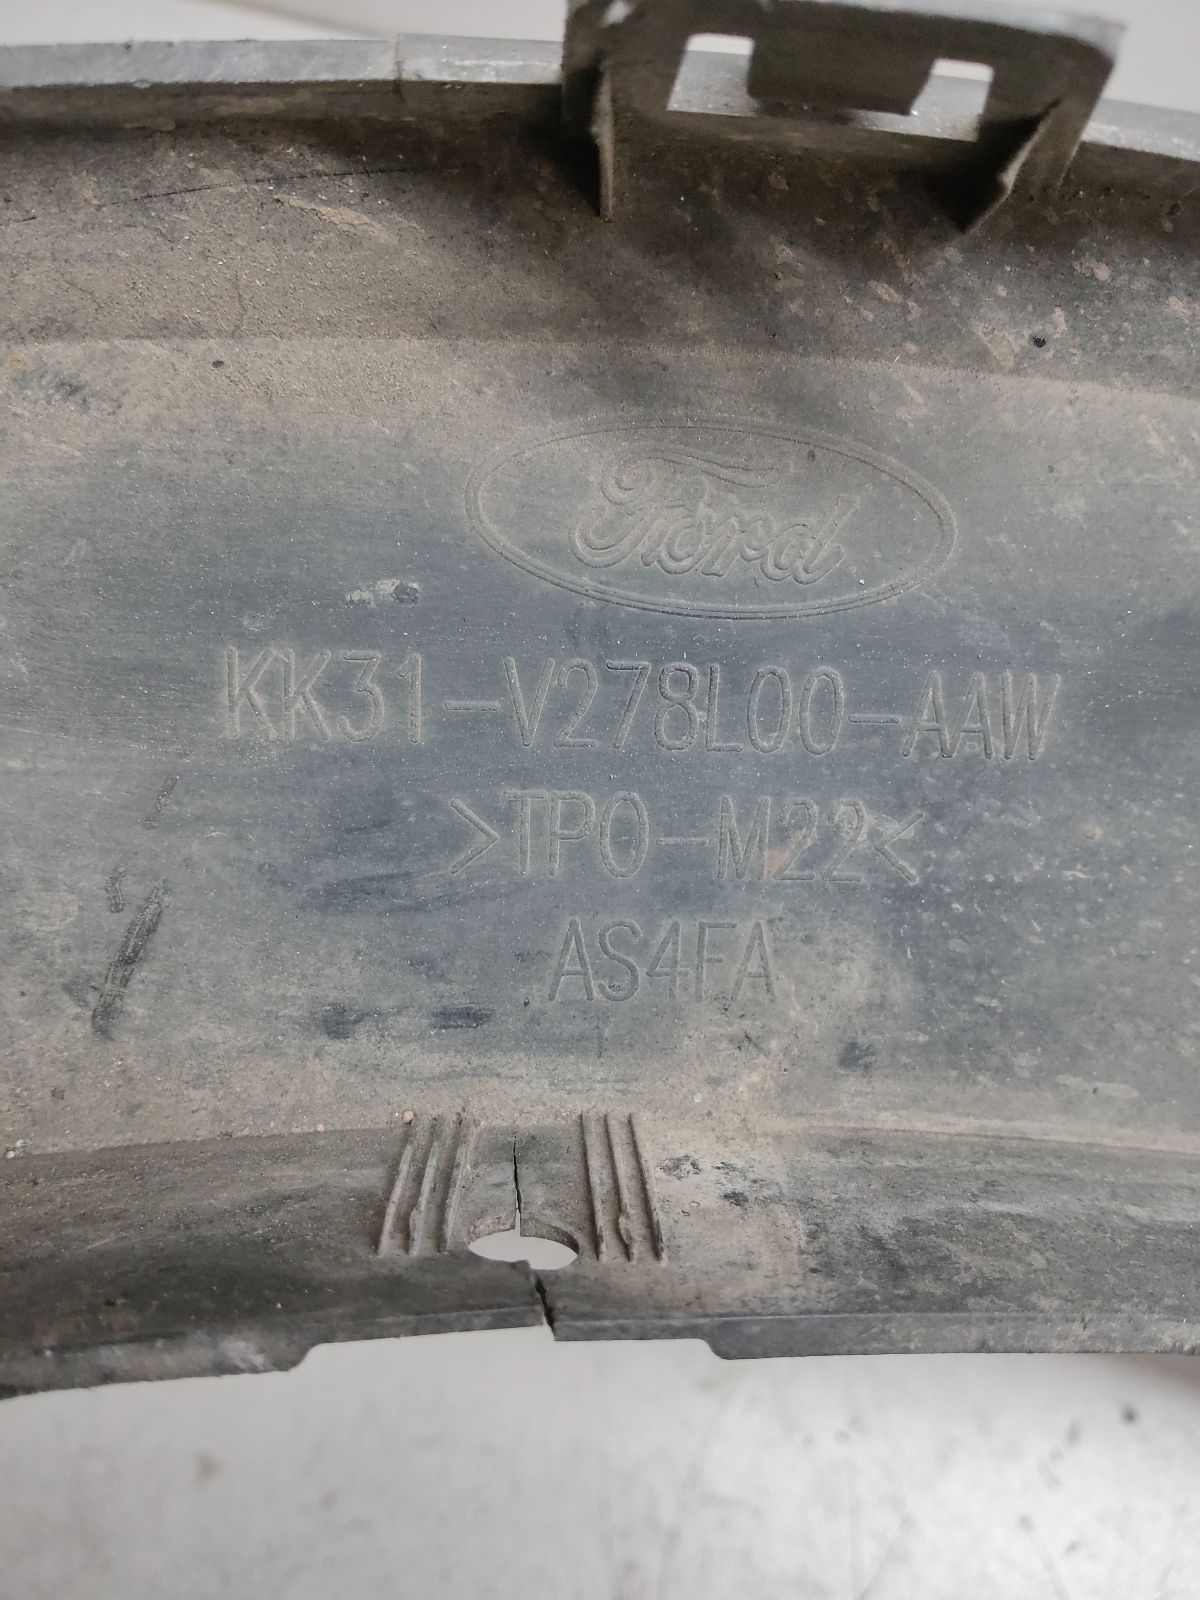 Ford
KK31-V278L00-AAW
>TPO-M22<
AS4FA